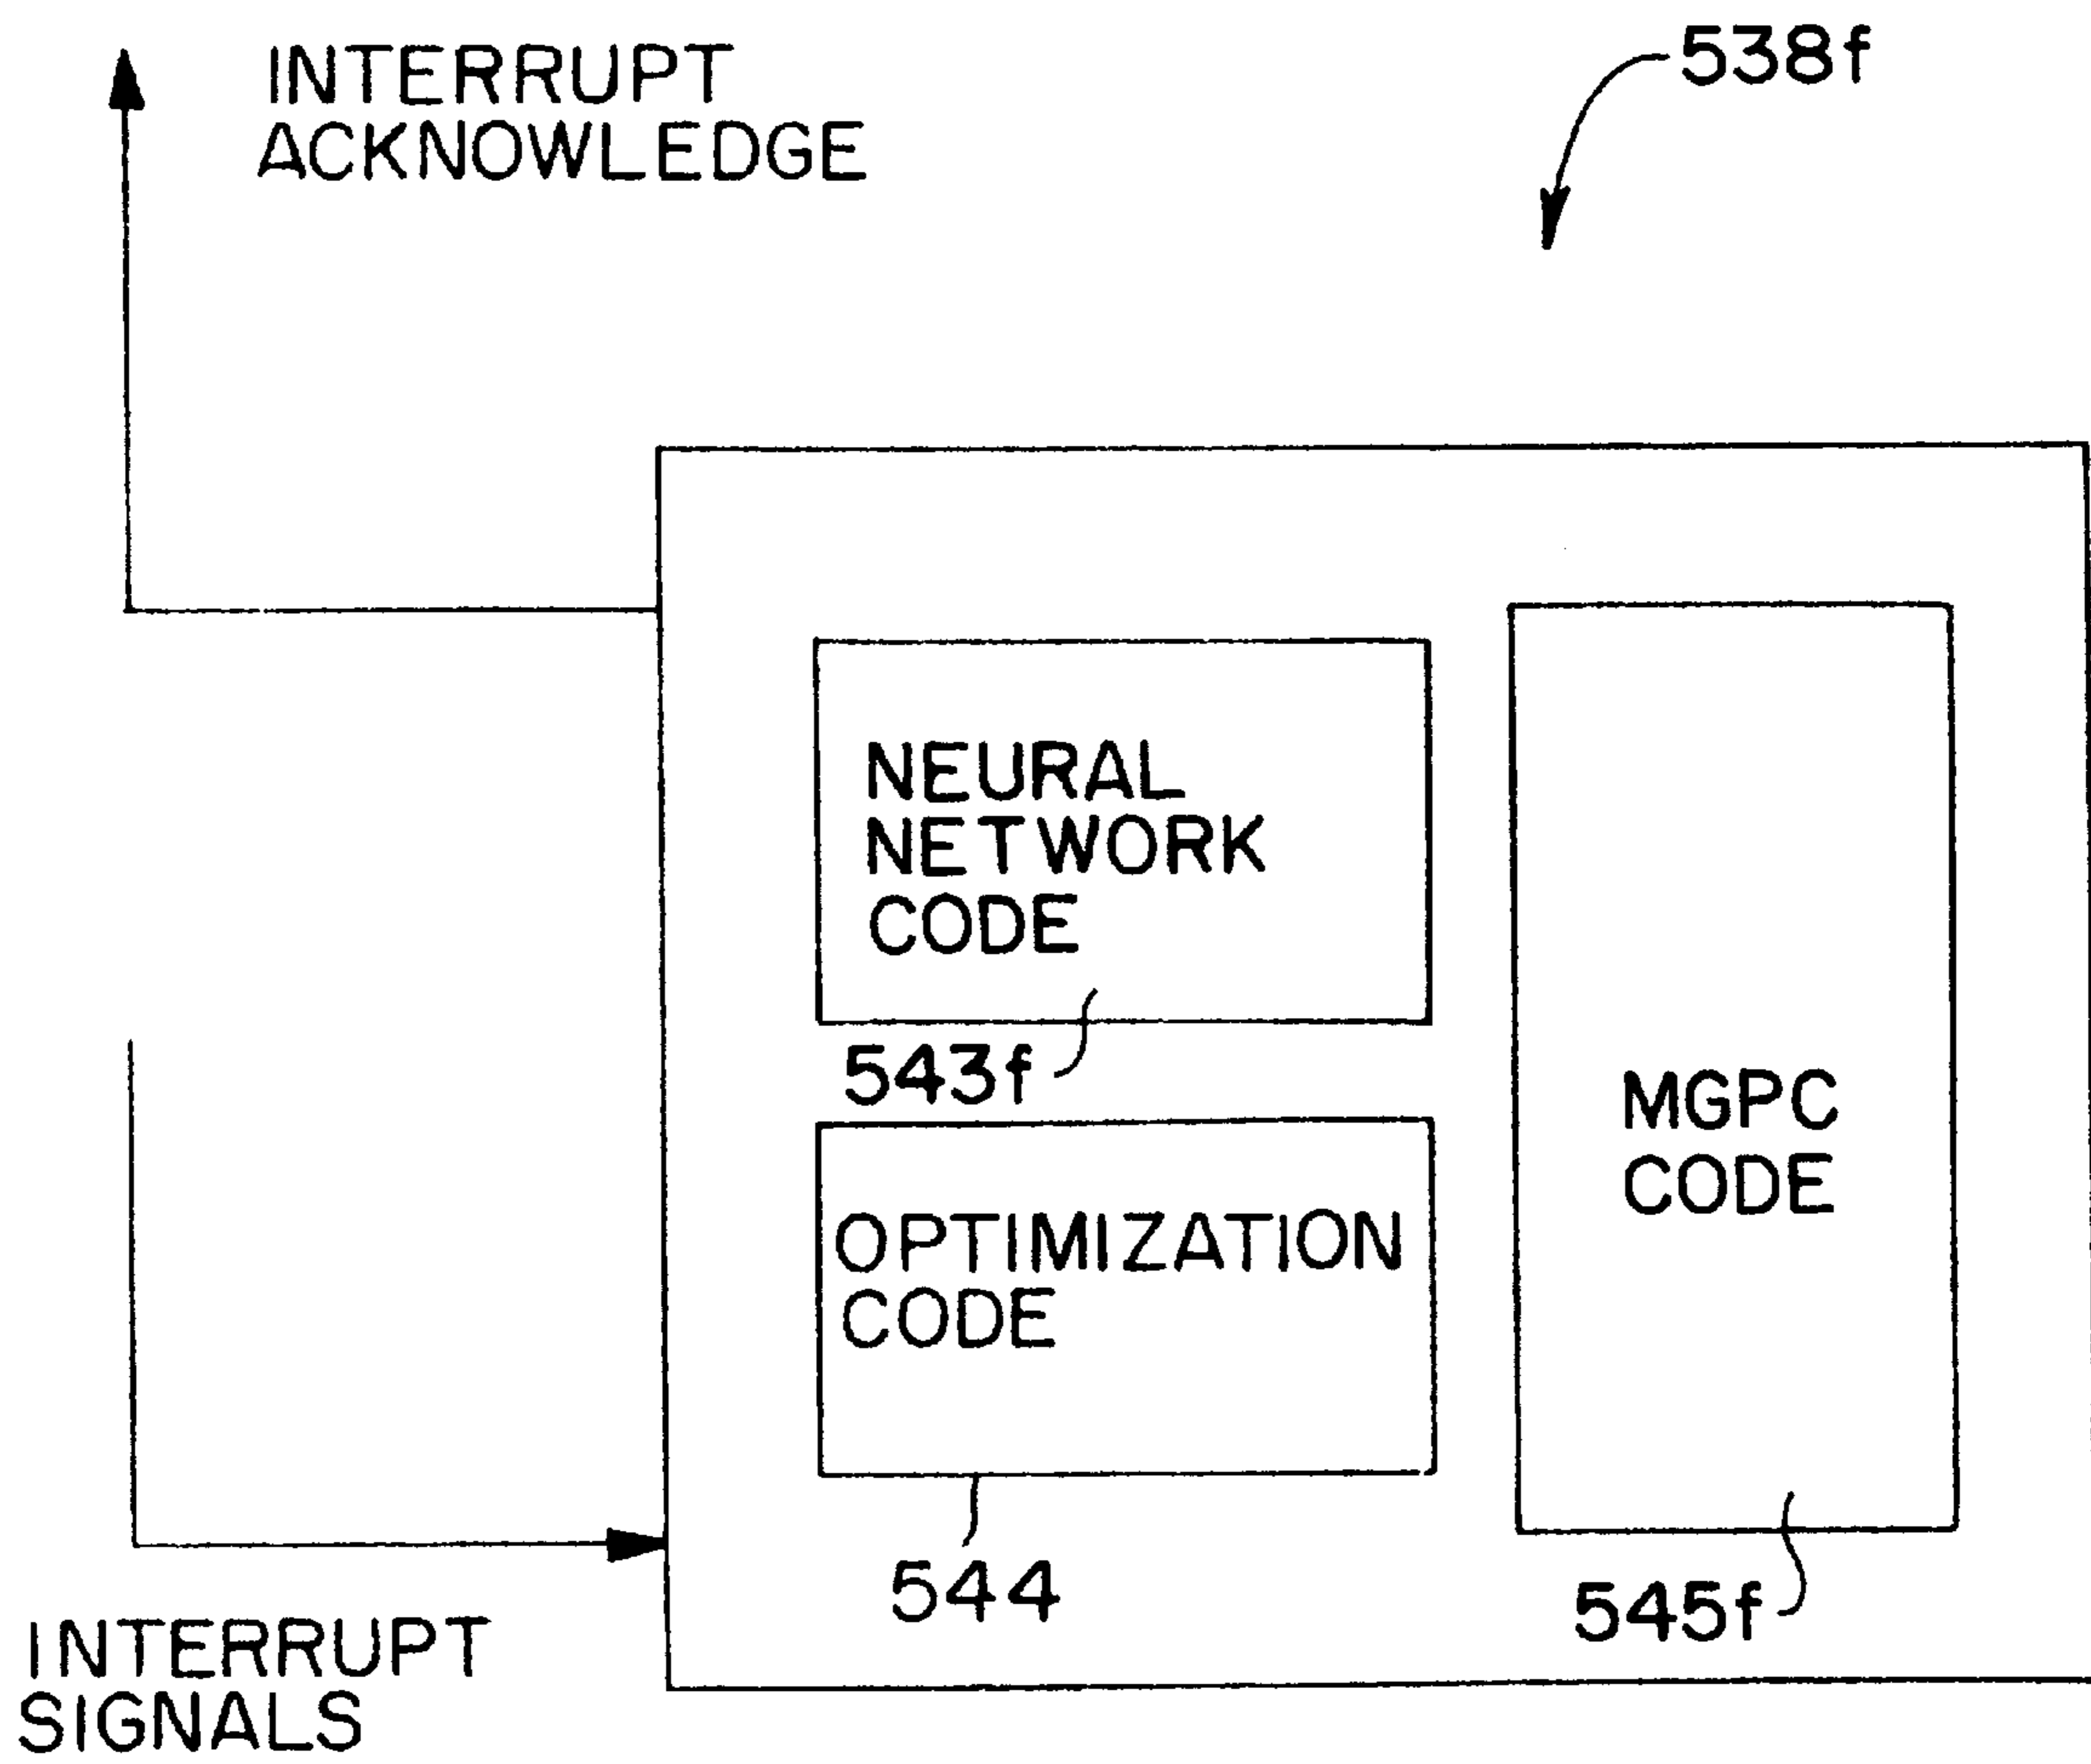 INTERRUPT
ACKNOWLEDGE
538f
NEURAL
NETWORK
CODE
543f
OPTIMIZATION
CODE
544
MGPC
CODE
545f
INTERRUPT
SIGNALS